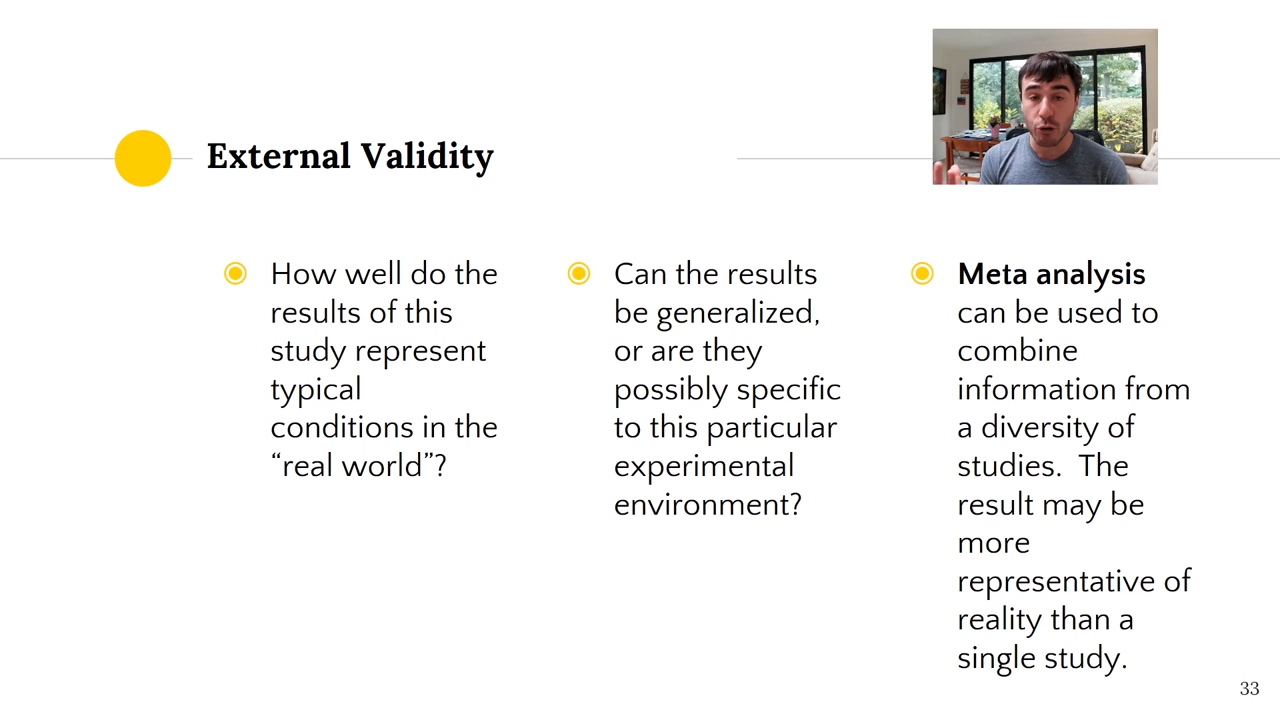 External Validity
How well do the
results of this
study represent
typical
conditions in the
“real world”?
Can the results
be generalized,
or are they
possibly specific
to this particular
experimental
environment?
Meta analysis
can be used to
combine
information from
a diversity of
studies.  The
result may be
more
representative of
reality than a
single study.
33